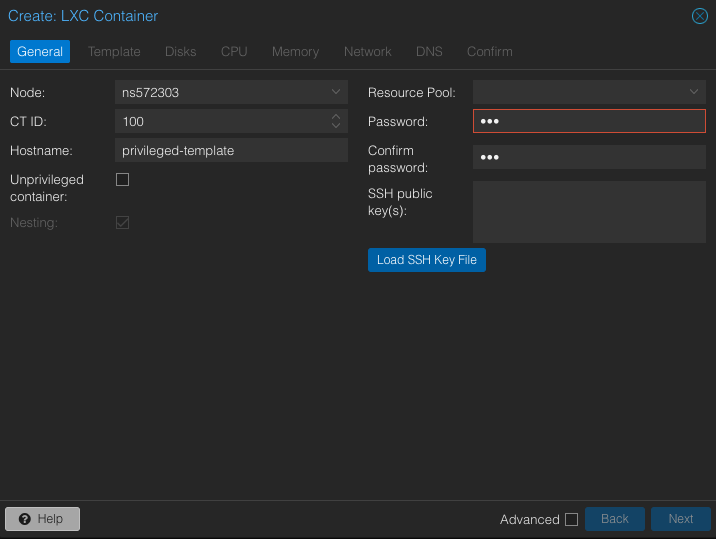 Create: LXC Container
General Template Disks CPU Memory Network DNS Confirm
Node: ns572303
CT ID: 100
Hostname: privileged-template
Unprivileged
container:
Nesting:
Resource Pool:
Password: •••
Confirm
password: •••
SSH public
key(s):
Load SSH Key File
? Help
Advanced Back Next